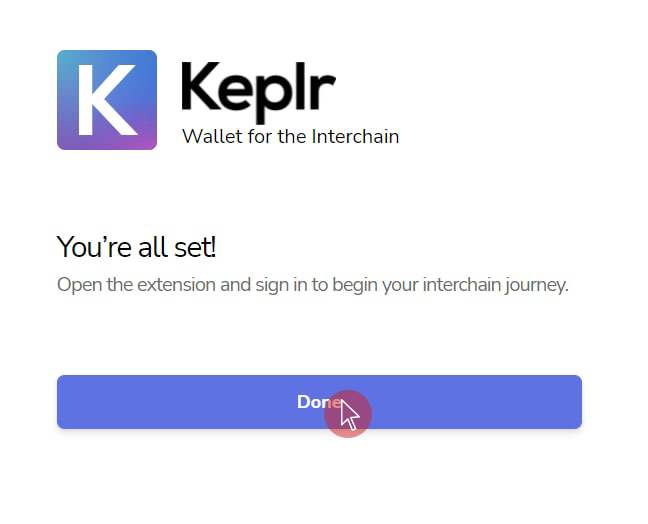 K
Keplr
Wallet for the Interchain
You're all set!
Open the extension and sign in to begin your interchain journey.
Done